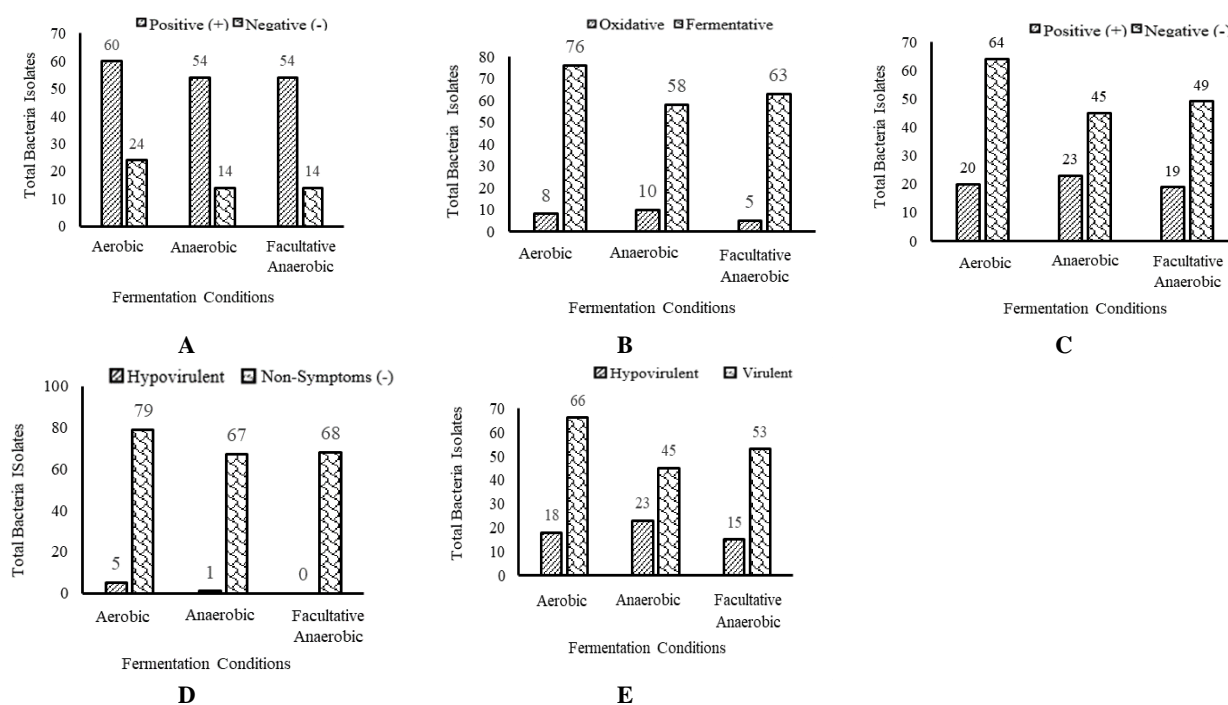 Positive (+) Negative (-)
70
60
50
40
30
20
10
0
Total Bacteria Isolates
60
24
54
14
54
14
Aerobic
Anaerobic
Facultative
Anaerobic
Fermentation Conditions
A
Oxidative Fermentative
80
70
60
50
40
30
20
10
0
Total Bacteria Isolates
8
76
10
58
5
63
Aerobic
Anaerobic
Facultative
Anaerobic
Fermentation Conditions
B
Positive (+) Negative (-)
70
60
50
40
30
20
10
0
Total Bacteria Isolates
20
64
23
45
19
49
Aerobic
Anaerobic
Facultative
Anaerobic
Fermentation Conditions
C
Hypovirulent Non-Symptoms (-)
100
80
60
40
20
0
Total Bacteria ISolates
5
79
1
67
0
68
Aerobic
Anaerobic
Facultative
Anaerobic
Fermentation Conditions
D
Hypovirulent Virulent
70
60
50
40
30
20
10
0
Total Bacteria Isolates
18
66
23
45
15
53
Aerobic
Anaerobic
Facultative
Anaerobic
Fermentation Conditions
E